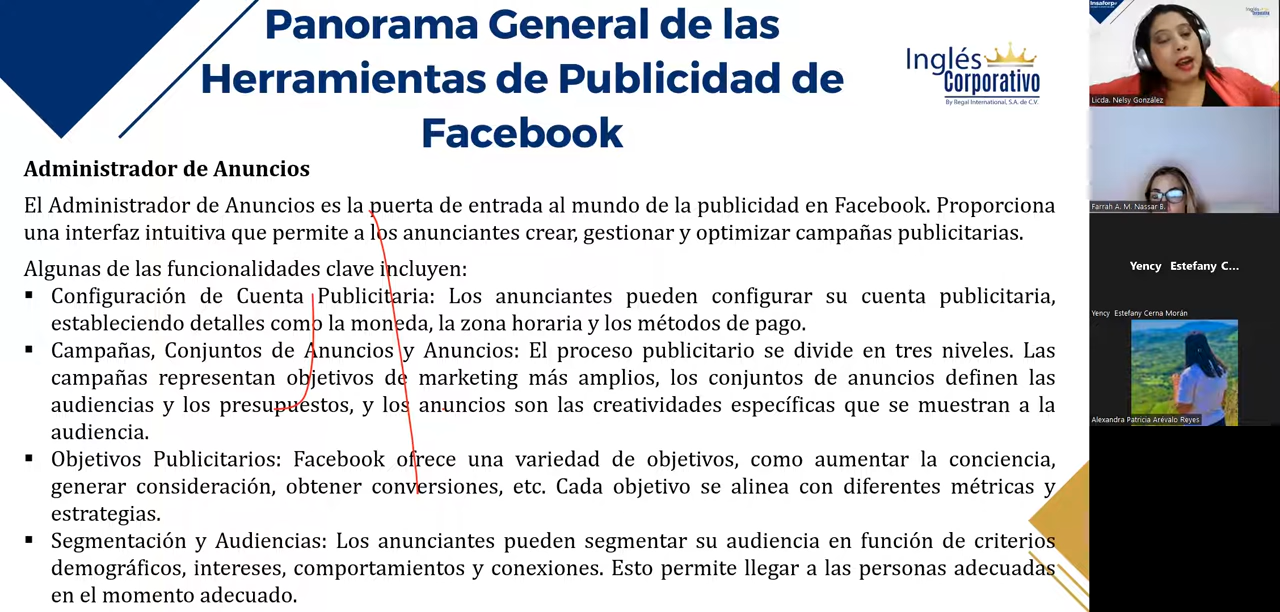 Panorama General de las
Herramientas de Publicidad de
Facebook
Inglés
Corporativo
By Regal International, S.A. de C.V.
Administrador de Anuncios
El Administrador de Anuncios es la puerta de entrada al mundo de la publicidad en Facebook. Proporciona
una interfaz intuitiva que permite a los anunciantes crear, gestionar y optimizar campañas publicitarias.
Algunas de las funcionalidades clave incluyen:
▪ Configuración de Cuenta Publicitaria: Los anunciantes pueden configurar su cuenta publicitaria,
estableciendo detalles como la moneda, la zona horaria y los métodos de pago.
▪ Campañas, Conjuntos de Anuncios y Anuncios: El proceso publicitario se divide en tres niveles. Las
campañas representan objetivos de marketing más amplios, los conjuntos de anuncios definen las
audiencias y los presupuestos, y los anuncios son las creatividades específicas que se muestran a la
audiencia.
▪ Objetivos Publicitarios: Facebook ofrece una variedad de objetivos, como aumentar la conciencia,
generar consideración, obtener conversiones, etc. Cada objetivo se alinea con diferentes métricas y
estrategias.
▪ Segmentación y Audiencias: Los anunciantes pueden segmentar su audiencia en función de criterios
demográficos, intereses, comportamientos y conexiones. Esto permite llegar a las personas adecuadas
en el momento adecuado.
Insaforp
Licda. Nelsy González
Farrah A. M. Nassar B.
Yency Estefany C...
Yency Estefany Cerna Morán
Alexandra Patricia Arévalo Reyes